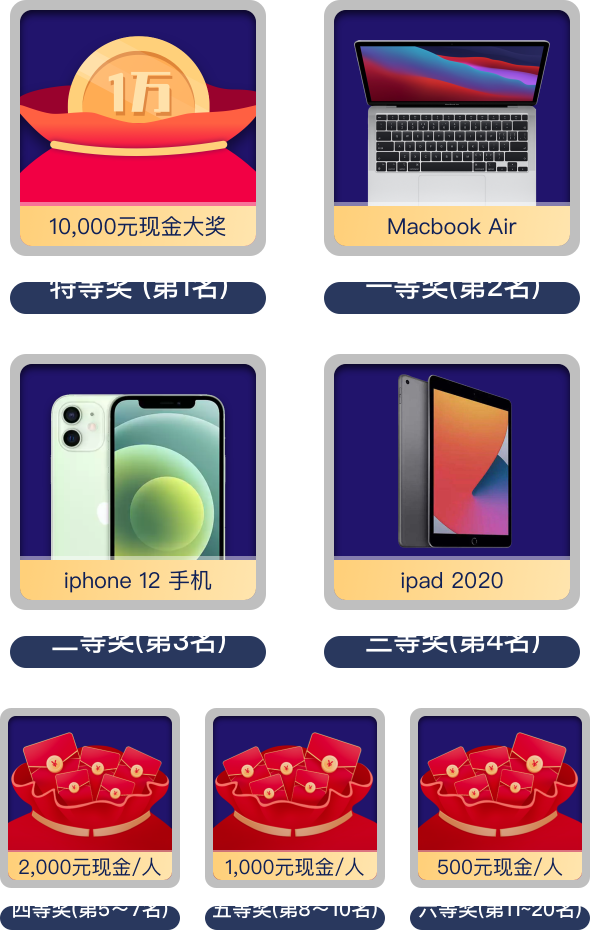 1万
10,000元现金大奖
Macbook Air
特等奖 (第1名)
一等奖(第2名)
iphone 12 手机
ipad 2020
二等奖(第3名)
三等奖(第4名)
2,000元现金/人
1,000元现金/人
500元现金/人
四等奖(第5~7名)
五等奖(第8~10名)
六等奖(第11~20名)